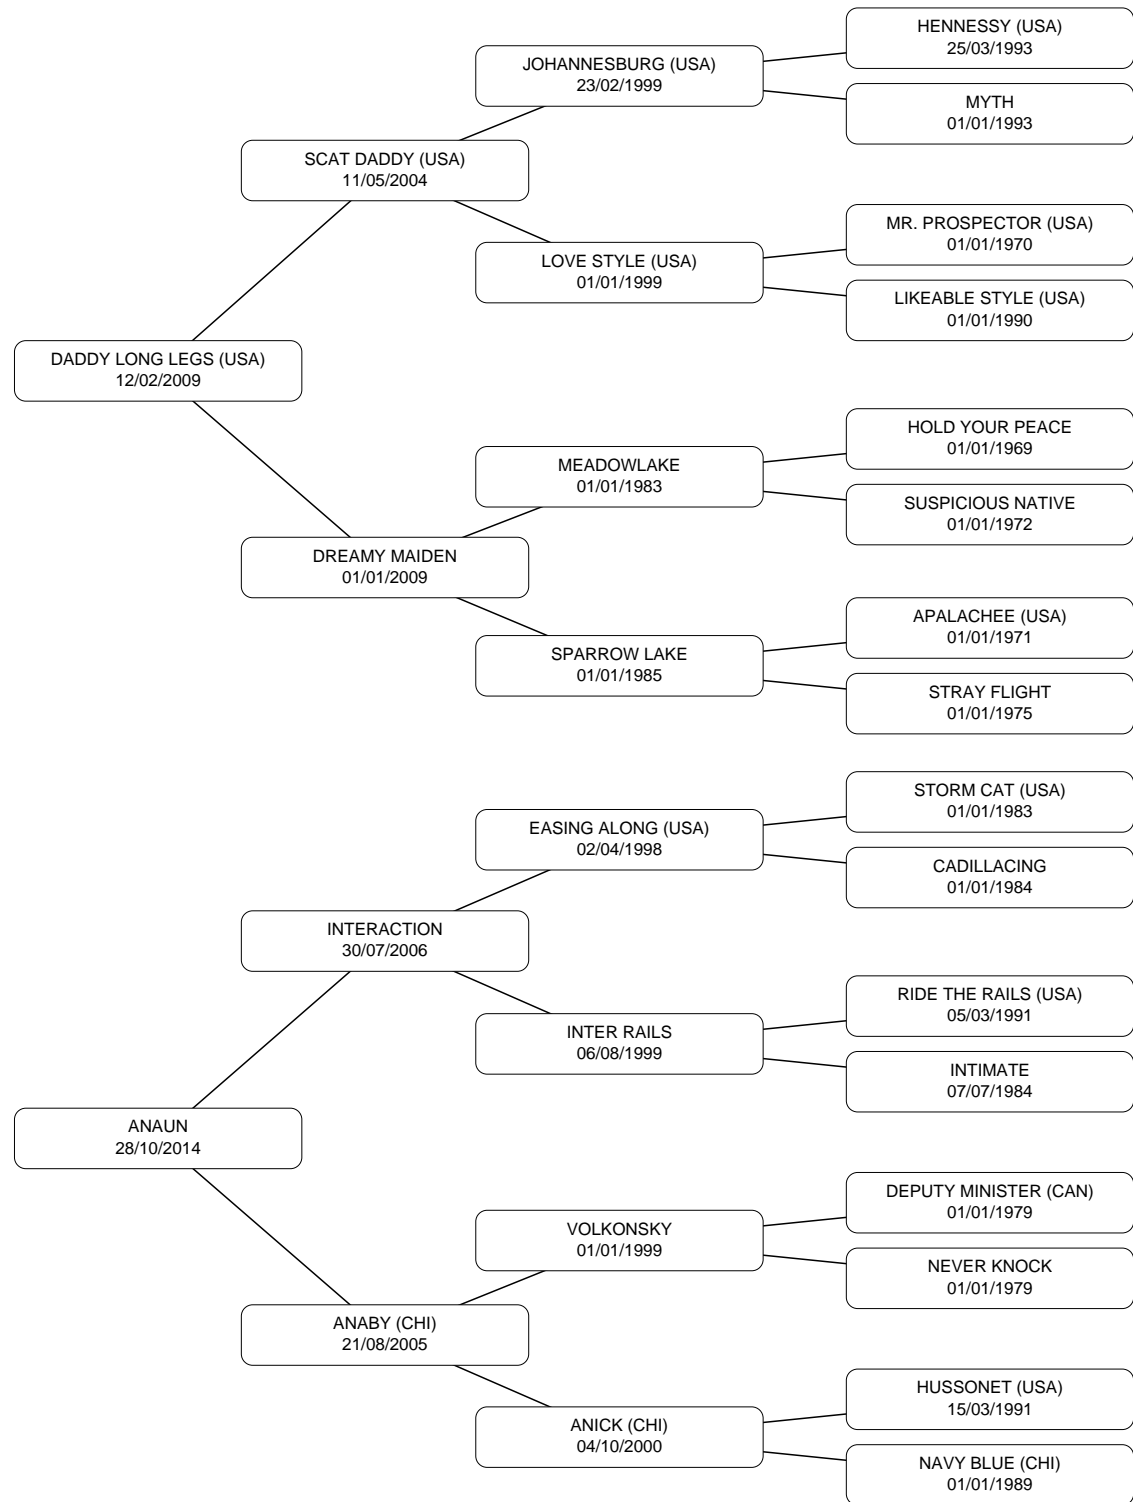 HENNESSY (USA)
25/03/1993
JOHANNESBURG (USA)
23/02/1999
MYTH
01/01/1993
SCAT DADDY (USA)
11/05/2004
MR. PROSPECTOR (USA)
01/01/1970
LOVE STYLE (USA)
01/01/1999
LIKEABLE STYLE (USA)
01/01/1990
DADDY LONG LEGS (USA)
12/02/2009
HOLD YOUR PEACE
01/01/1969
MEADOWLAKE
01/01/1983
SUSPICIOUS NATIVE
01/01/1972
DREAMY MAIDEN
01/01/2009
APALACHEE (USA)
01/01/1971
SPARROW LAKE
01/01/1985
STRAY FLIGHT
01/01/1975
STORM CAT (USA)
01/01/1983
EASING ALONG (USA)
02/04/1998
CADILLACING
01/01/1984
INTERACTION
30/07/2006
RIDE THE RAILS (USA)
05/03/1991
INTER RAILS
06/08/1999
INTIMATE
07/07/1984
ANAUN
28/10/2014
DEPUTY MINISTER (CAN)
01/01/1979
VOLKONSKY
01/01/1999
NEVER KNOCK
01/01/1979
ANABY (CHI)
21/08/2005
HUSSONET (USA)
15/03/1991
ANICK (CHI)
04/10/2000
NAVY BLUE (CHI)
01/01/1989